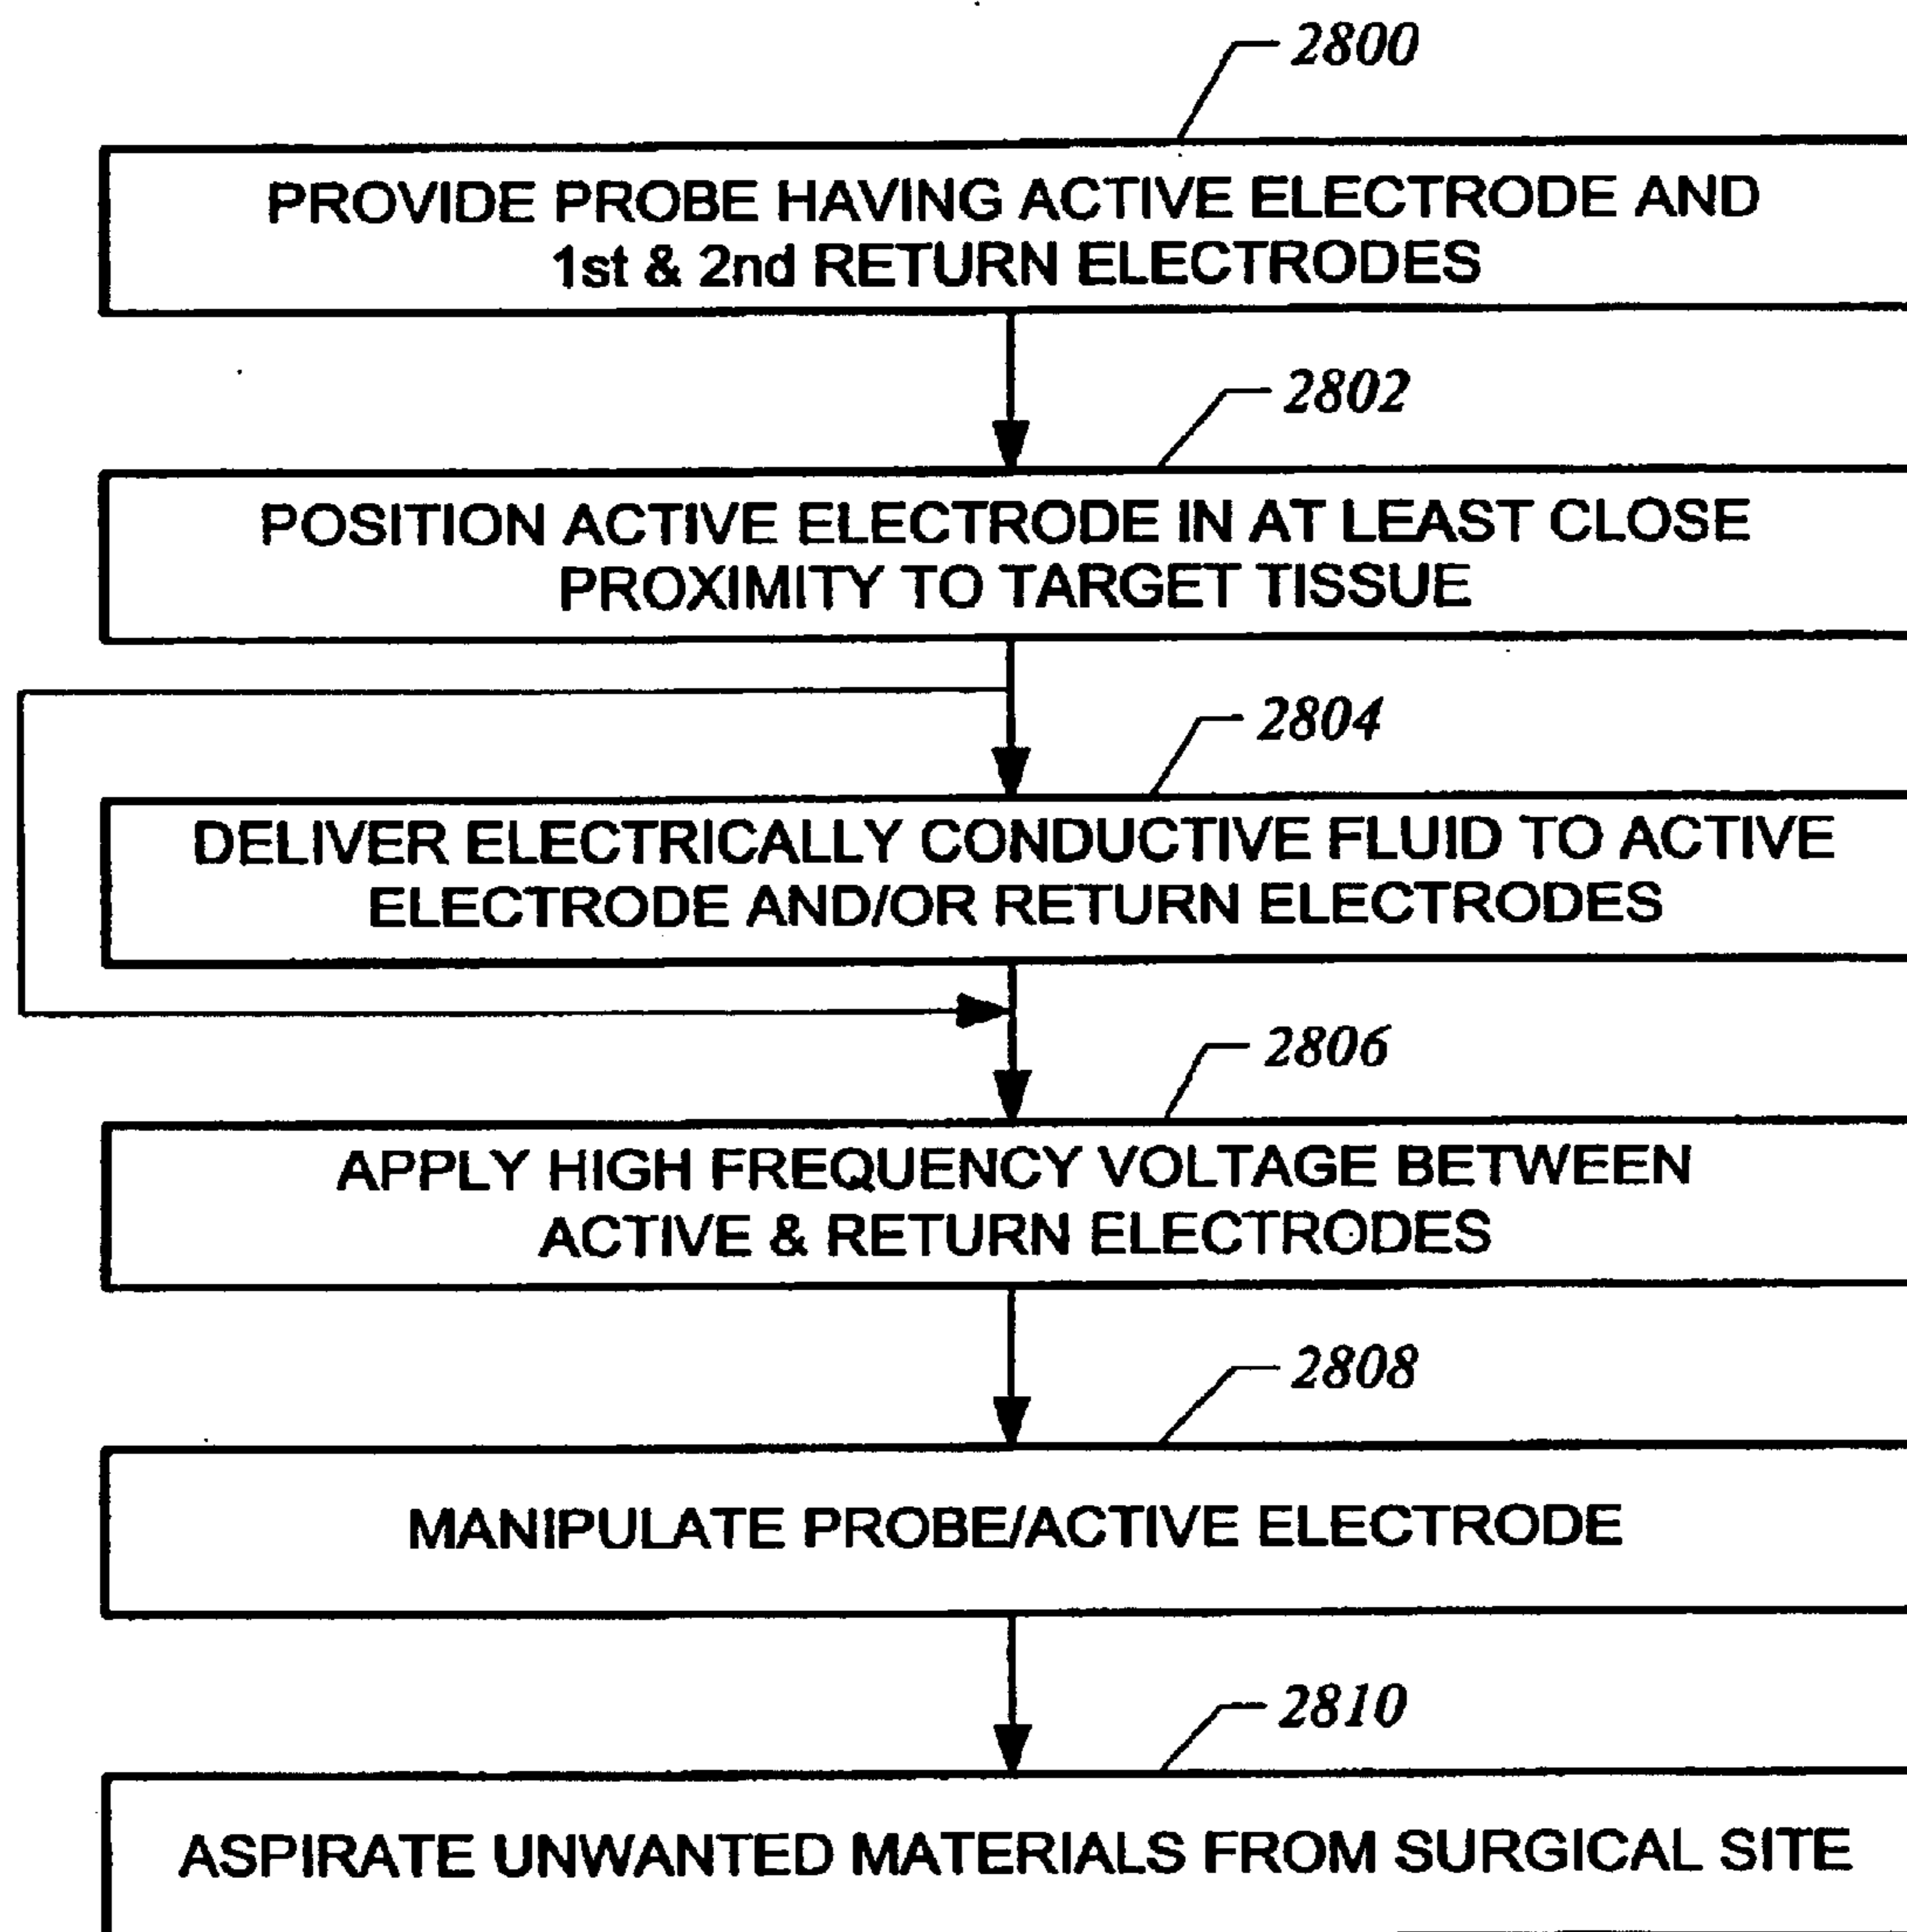 2800
PROVIDE PROBE HAVING ACTIVE ELECTRODE AND
1st & 2nd RETURN ELECTRODES
2802
POSITION ACTIVE ELECTRODE IN AT LEAST CLOSE
PROXIMITY TO TARGET TISSUE
2804
DELIVER ELECTRICALLY CONDUCTIVE FLUID TO ACTIVE
ELECTRODE AND/OR RETURN ELECTRODES
2806
APPLY HIGH FREQUENCY VOLTAGE BETWEEN
ACTIVE & RETURN ELECTRODES
2808
MANIPULATE PROBE/ACTIVE ELECTRODE
2810
ASPIRATE UNWANTED MATERIALS FROM SURGICAL SITE